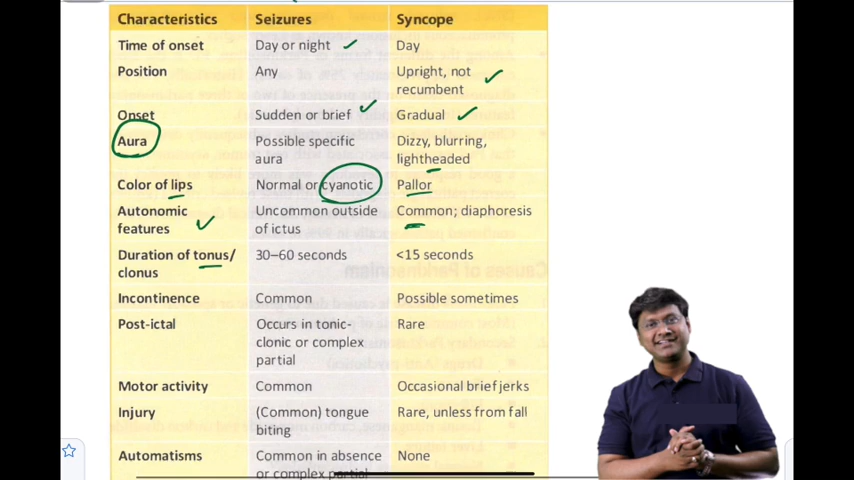 Characteristics Seizures Syncope
Time of onset Day or night Day
Position Any Upright, not
recumbent
Onset Sudden or brief Gradual
Aura Possible specific Dizzy, blurring,
aura lightheaded
Color of lips Normal or cyanotic Pallor
Autonomic Uncommon outside Common; diaphoresis
features of ictus
Duration of tonus/ 30–60 seconds <15 seconds
clonus
Incontinence Common Possible sometimes
Post-ictal Occurs in tonic- Rare
clonic or complex
partial
Motor activity Common Occasional brief jerks
Injury (Common) tongue Rare, unless from fall
biting
Automatisms Common in absence None
or complex partial